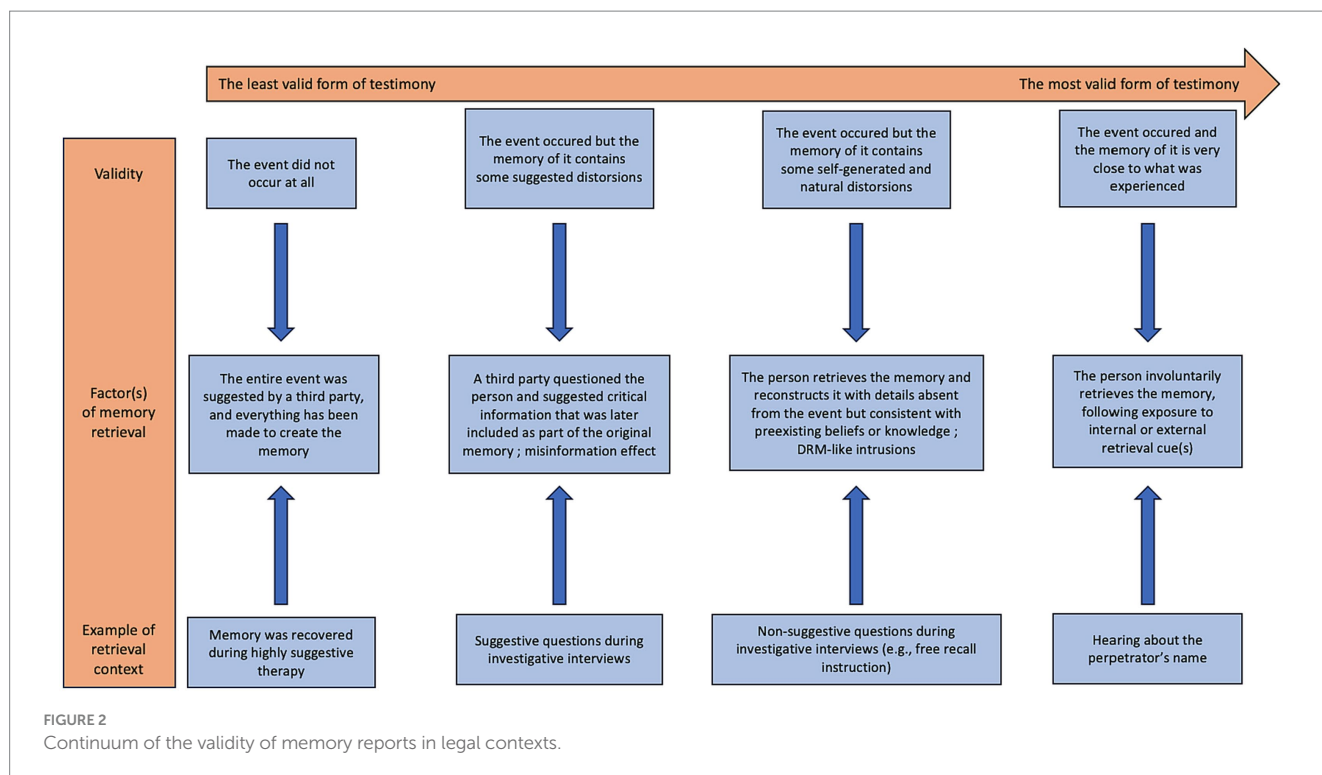 The least valid form of testimony
The most valid form of testimony
Validity
The event did not
occur at all
The event occured but the
memory of it contains
some suggested distorsions
The event occured but the
memory of it contains
some self-generated and
natural distorsions
The event occured and
the memory of it is very
close to what was
experienced
Factor(s)
of memory
retrieval
The entire event was
suggested by a third party,
and everything has been
made to create the
memory
A third party questioned the
person and suggested critical
information that was later
included as part of the original
memory ; misinformation effect
The person retrieves the memory and
reconstructs it with details absent
from the event but consistent with
preexisting beliefs or knowledge ;
DRM-like intrusions
The person involuntarily
retrieves the memory,
following exposure to
internal or external
retrieval cue(s)
Example of
retrieval
context
Memory was recovered
during highly suggestive
therapy
Suggestive questions during
investigative interviews
Non-suggestive questions during
investigative interviews (e.g., free recall
instruction)
Hearing about the
perpetrator’s name
FIGURE 2
Continuum of the validity of memory reports in legal contexts.